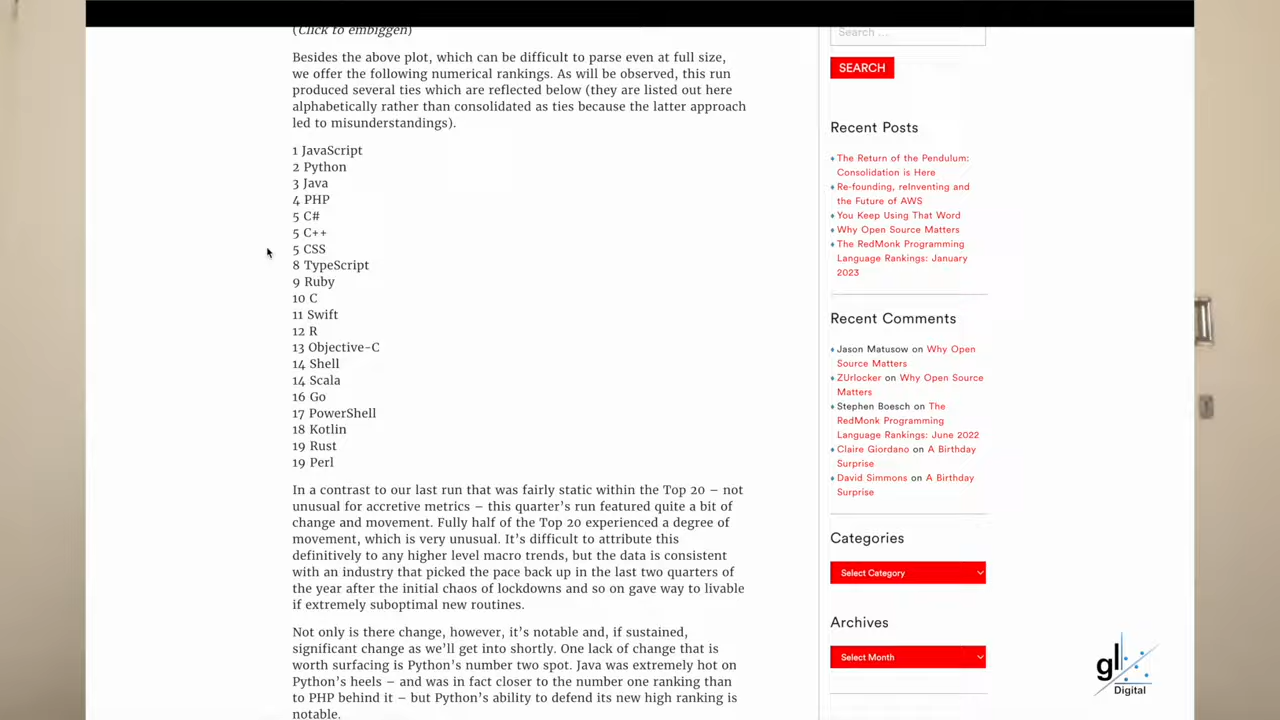 (Click to embiggen)
Besides the above plot, which can be difficult to parse even at full size,
we offer the following numerical rankings. As will be observed, this run
produced several ties which are reflected below (they are listed out here
alphabetically rather than consolidated as ties because the latter approach
led to misunderstandings).
1 JavaScript
2 Python
3 Java
4 PHP
5 C#
5 C++
5 CSS
8 TypeScript
9 Ruby
10 C
11 Swift
12 R
13 Objective-C
14 Shell
14 Scala
16 Go
17 PowerShell
18 Kotlin
19 Rust
19 Perl
In a contrast to our last run that was fairly static within the Top 20 – not
unusual for accretive metrics – this quarter's run featured quite a bit of
change and movement. Fully half of the Top 20 experienced a degree of
movement, which is very unusual. It's difficult to attribute this
definitively to any higher level macro trends, but the data is consistent
with an industry that picked the pace back up in the last two quarters of
the year after the initial chaos of lockdowns and so on gave way to livable
if extremely suboptimal new routines.
Not only is there change, however, it's notable and, if sustained,
significant change as we'll get into shortly. One lack of change that is
worth surfacing is Python's number two spot. Java was extremely hot on
Python's heels – and was in fact closer to the number one ranking than
to PHP behind it – but Python's ability to defend its new high ranking is
notable.
Search …
SEARCH
Recent Posts
The Return of the Pendulum:
Consolidation is Here
Re-founding, reInventing and
the Future of AWS
You Keep Using That Word
Why Open Source Matters
The RedMonk Programming
Language Rankings: January
2023
Recent Comments
Jason Matusow on Why Open
Source Matters
ZUrlocker on Why Open Source
Matters
Stephen Boesch on The
RedMonk Programming
Language Rankings: June 2022
Claire Giordano on A Birthday
Surprise
David Simmons on A Birthday
Surprise
Categories
Select Category
Archives
Select Month
gl
Digital